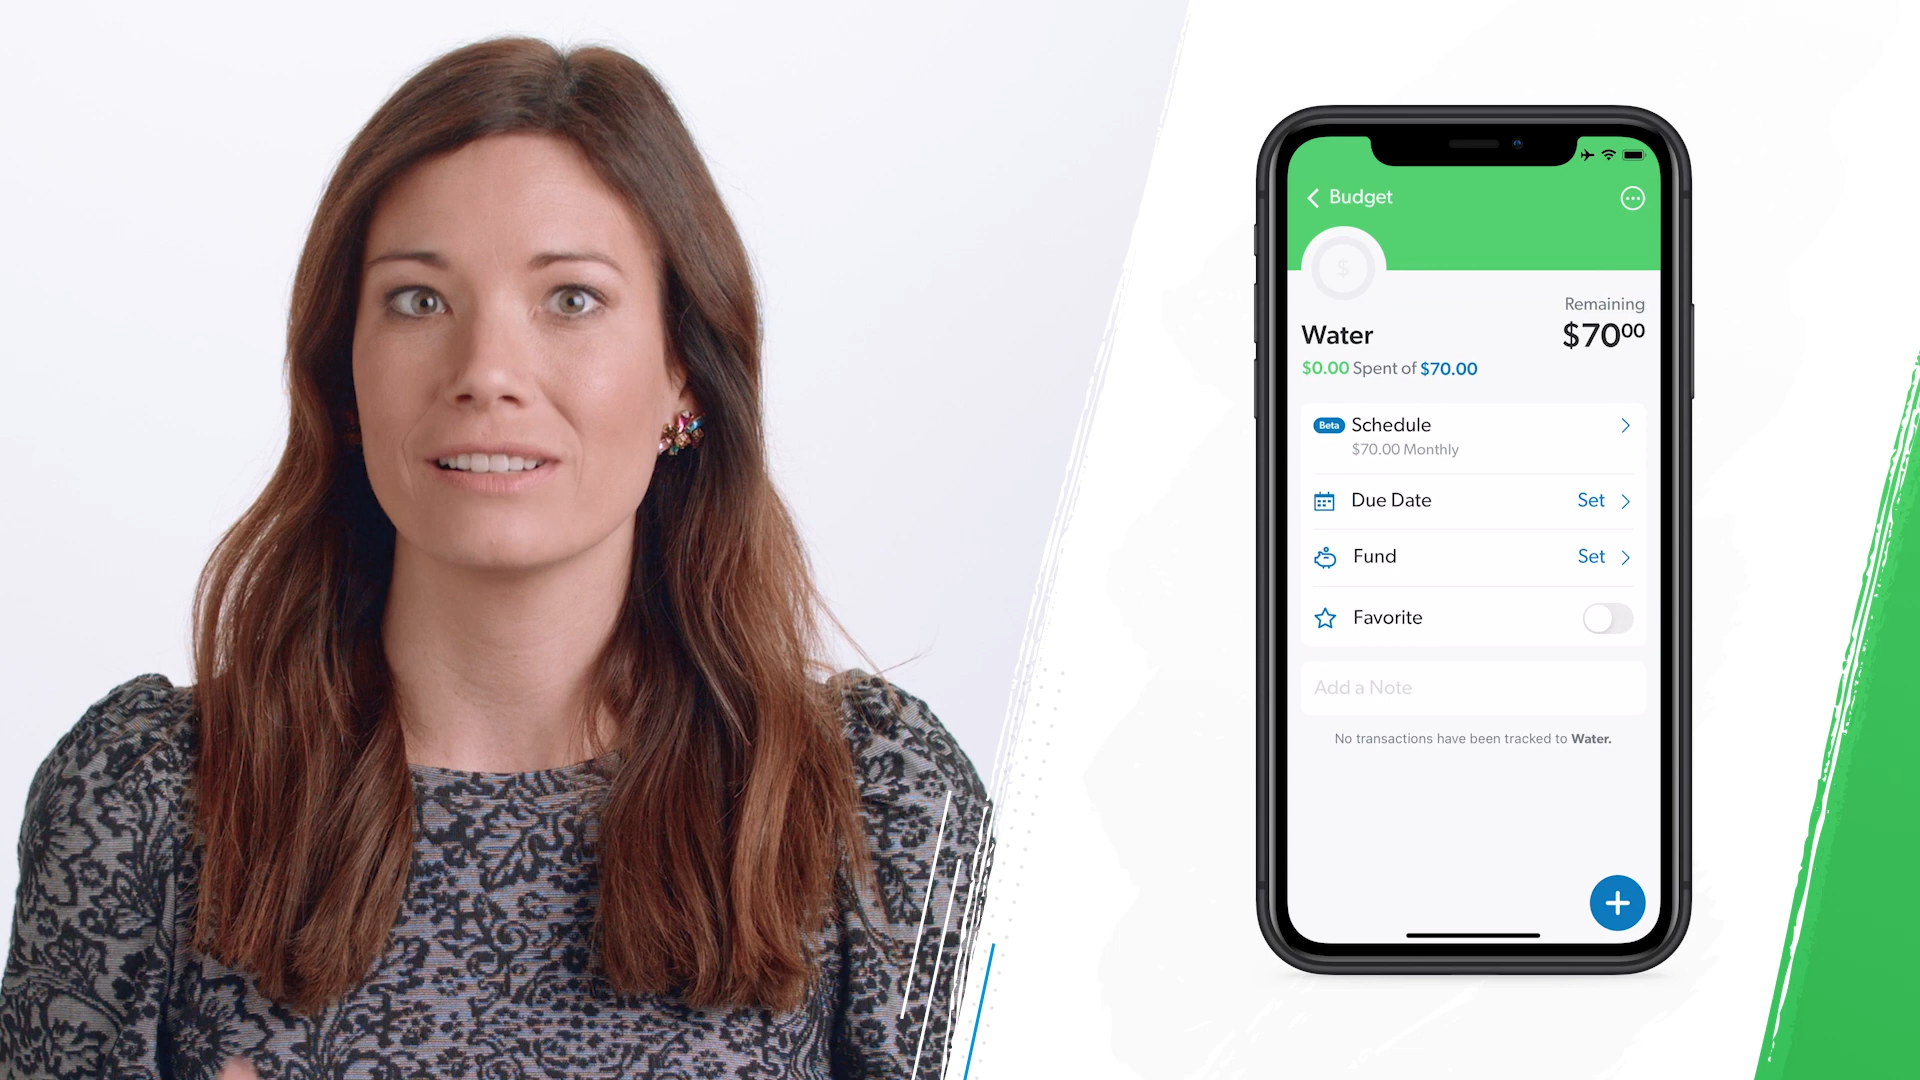 Budget
$
Remaining
Water
$70⁰⁰
$0.00 Spent of $70.00
Beta Schedule
$70.00 Monthly
Due Date Set
Fund Set
Favorite
Add a Note
No transactions have been tracked to Water.